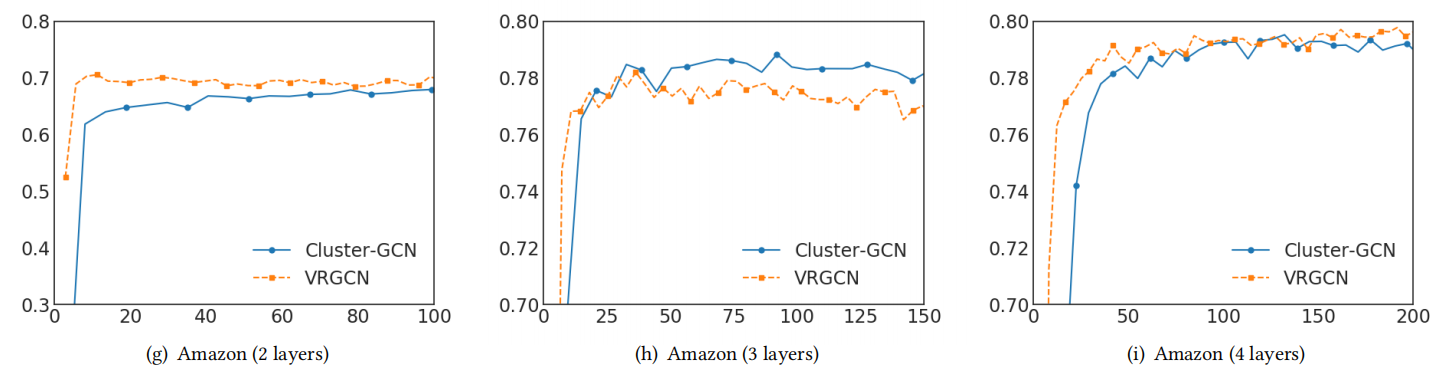 0.8
0.7
0.6
0.5
0.4
0.3
0 20 40 60 80 100
Cluster-GCN
VRGCN
(g) Amazon (2 layers)
0.80
0.78
0.76
0.74
0.72
0.70
0 25 50 75 100 125 150
Cluster-GCN
VRGCN
(h) Amazon (3 layers)
0.80
0.78
0.76
0.74
0.72
0.70
0 50 100 150 200
Cluster-GCN
VRGCN
(i) Amazon (4 layers)